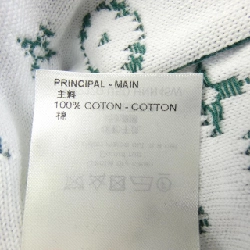 PRINCIPAL - MAIN
主料
100% COTON - COTTON
棉